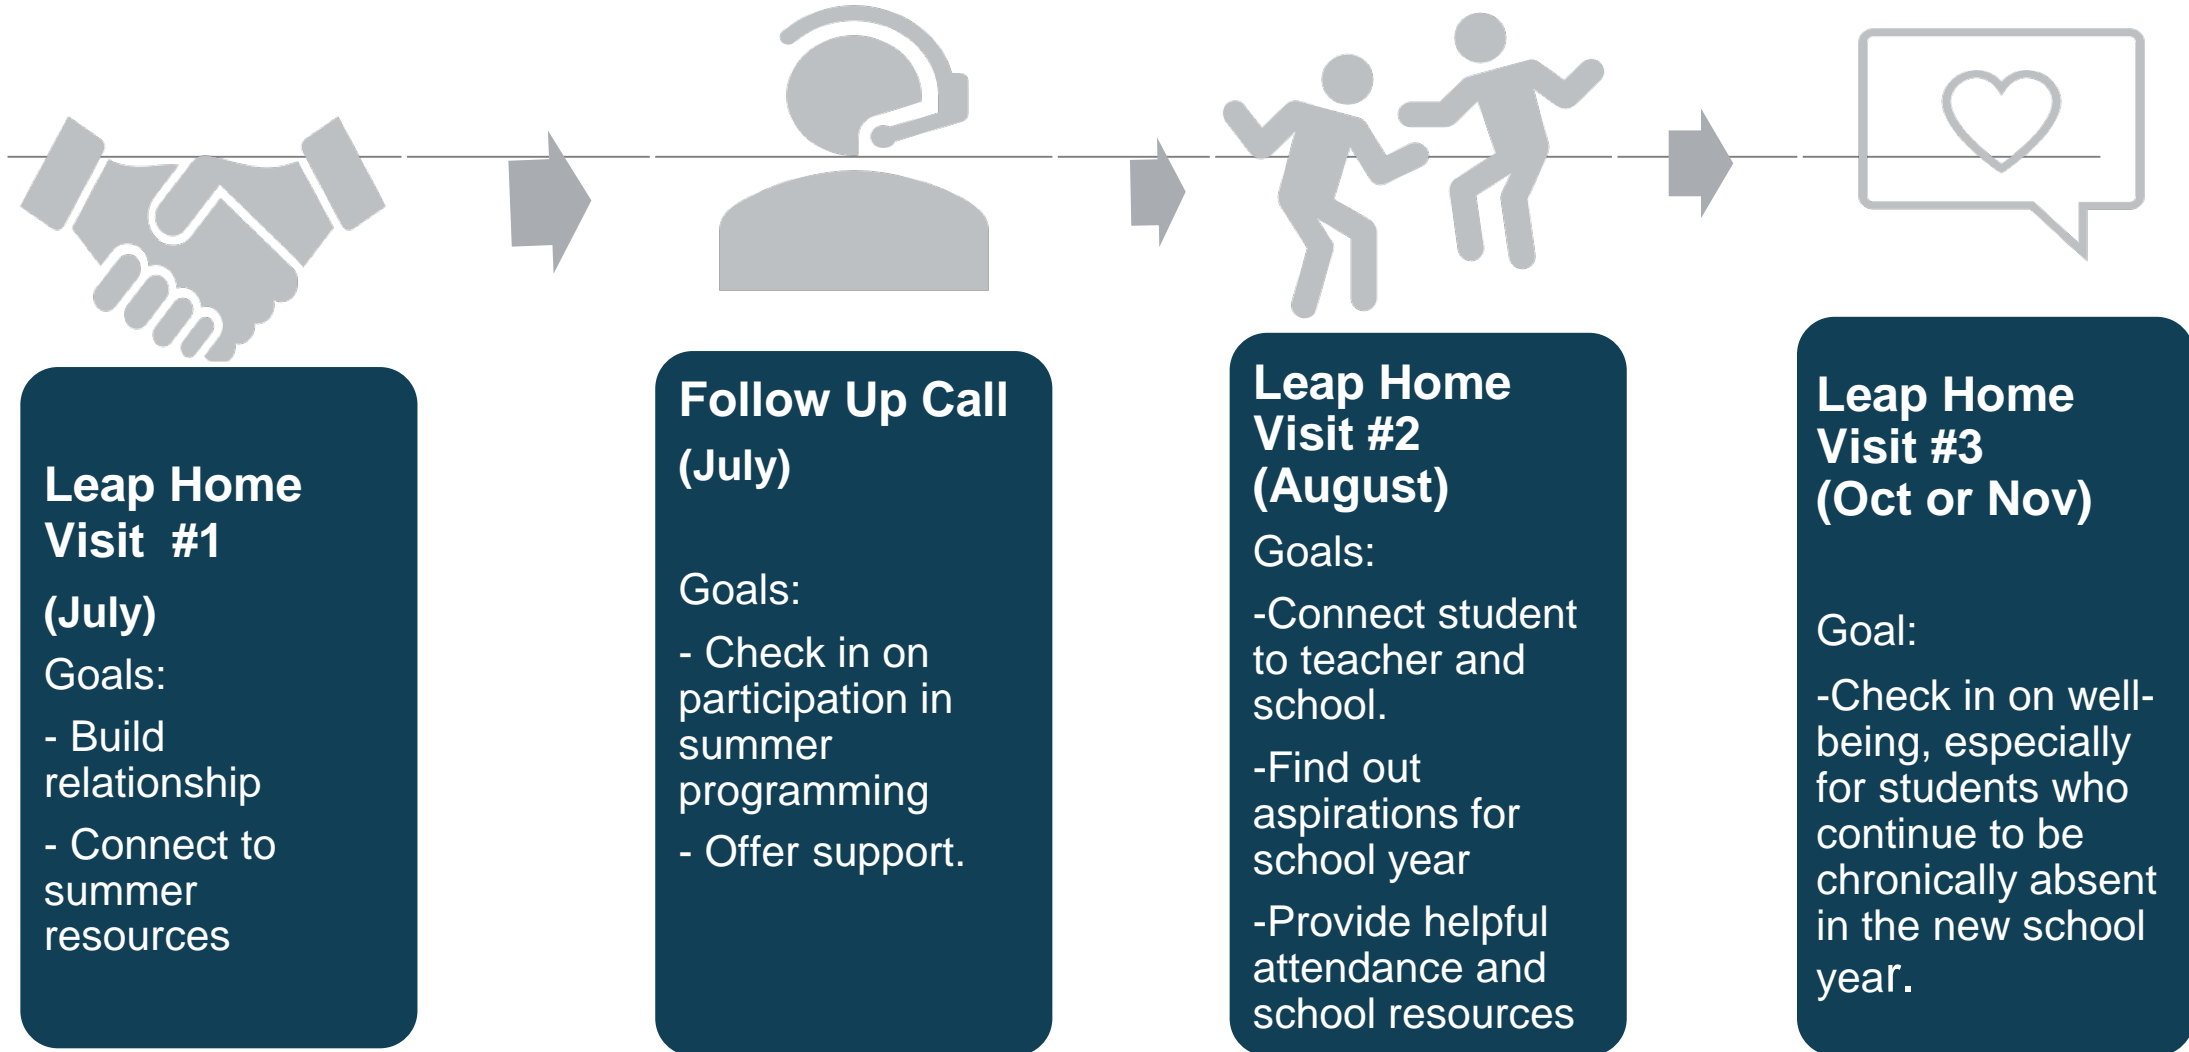 Leap Home
Visit #1
(July)
Goals:
- Build
relationship
- Connect to
summer
resources
Follow Up Call
(July)
Goals:
- Check in on
participation in
summer
programming
- Offer support.
Leap Home
Visit #2
(August)
Goals:
-Connect student
to teacher and
school.
-Find out
aspirations for
school year
-Provide helpful
attendance and
school resources
Leap Home
Visit #3
(Oct or Nov)
Goal:
-Check in on well-
being, especially
for students who
continue to be
chronically absent
in the new school
year.